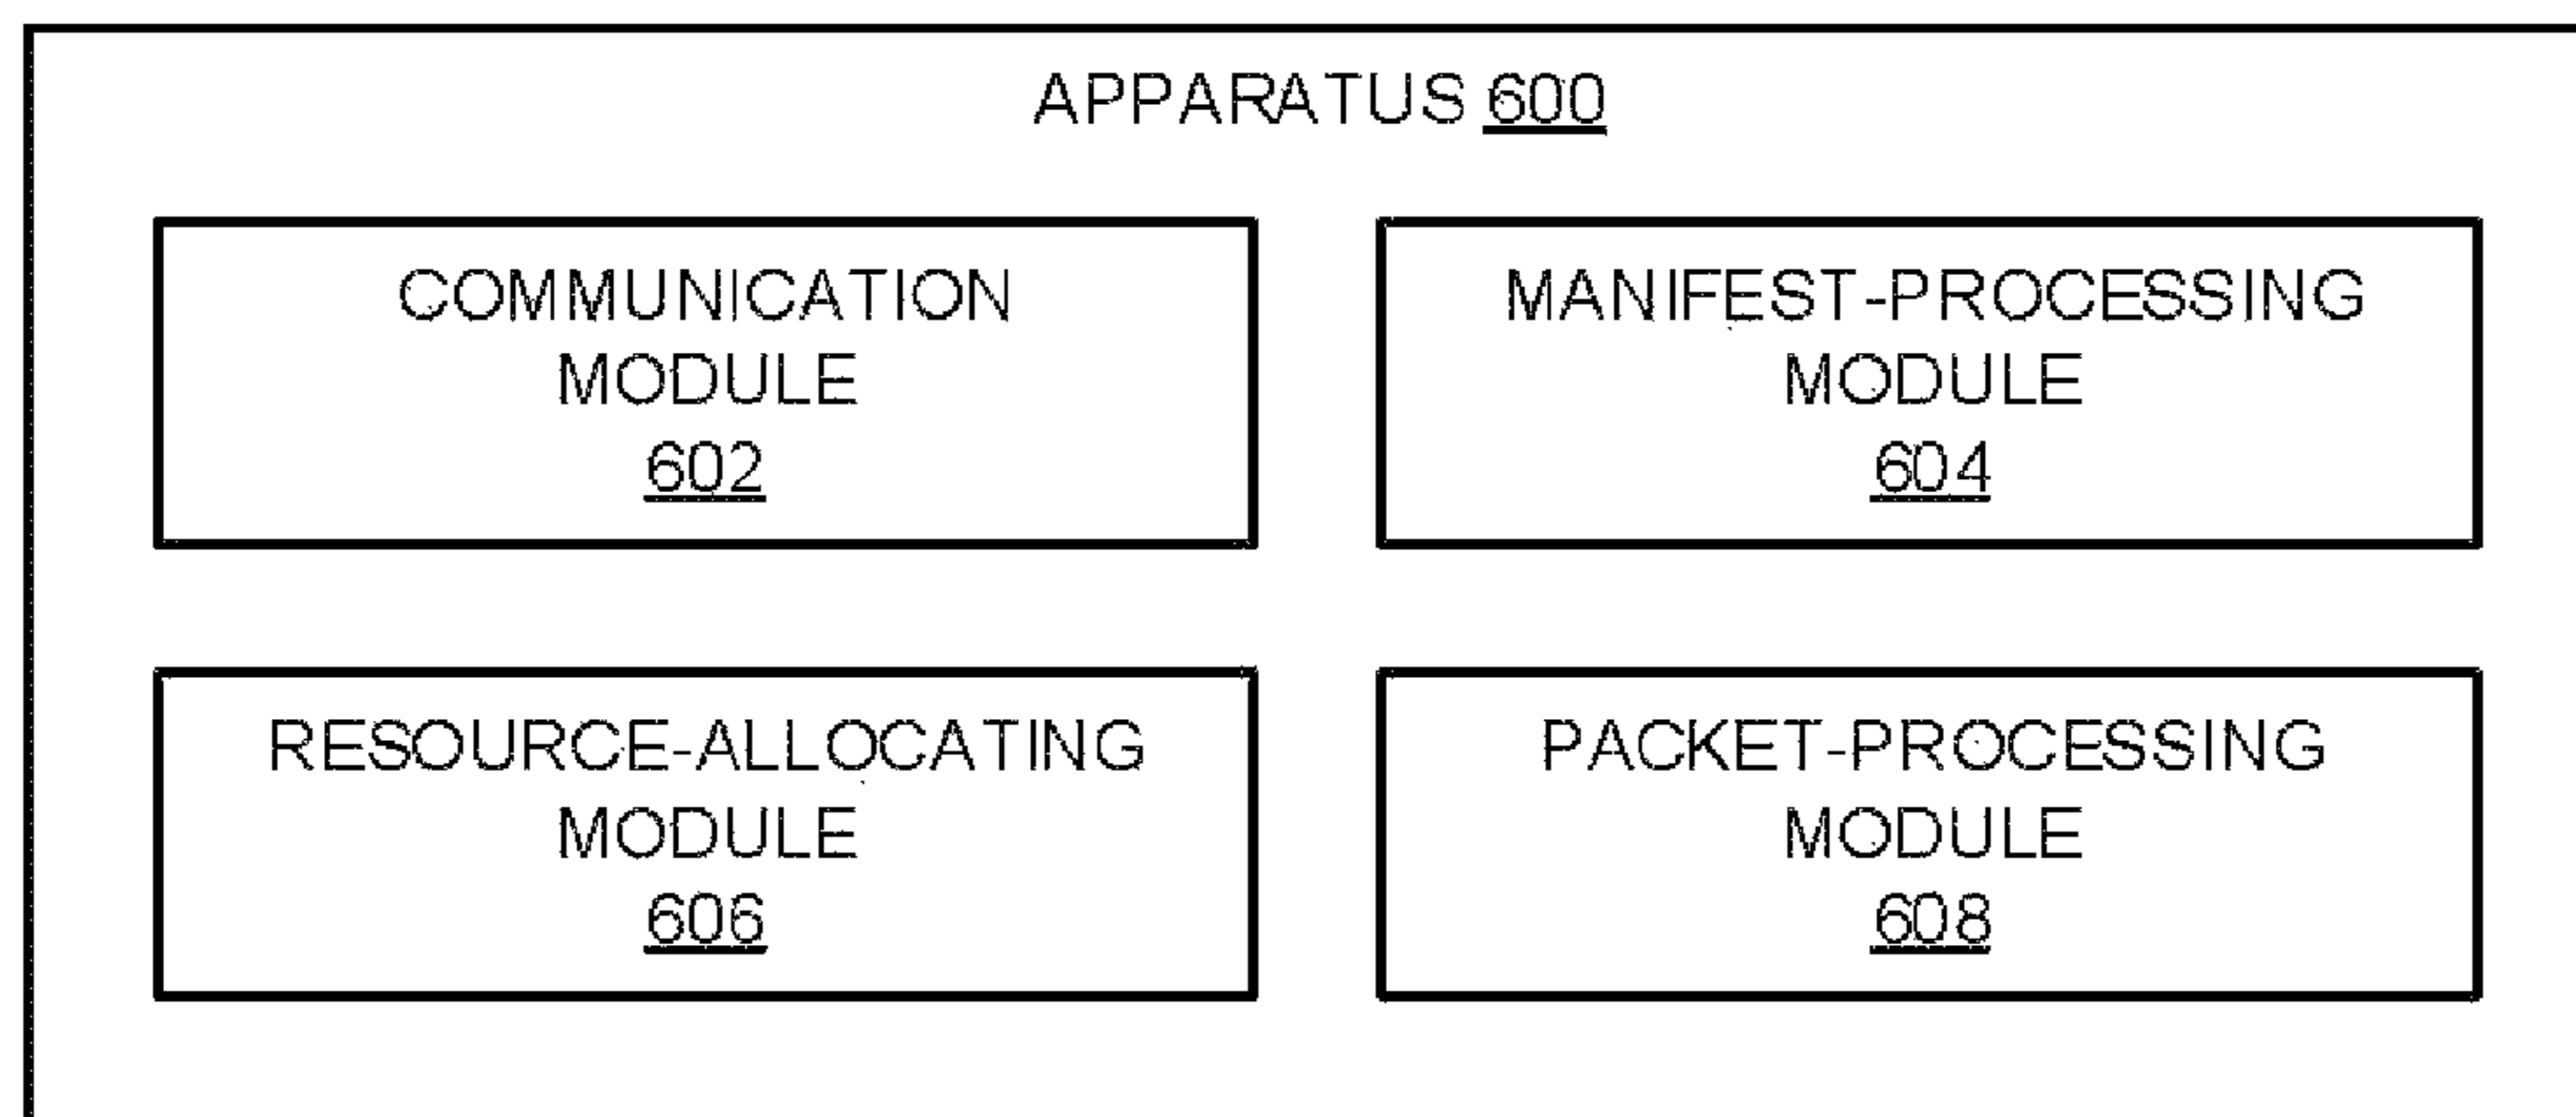 APPARATUS 600
COMMUNICATION
MODULE
602
MANIFEST-PROCESSING
MODULE
604
RESOURCE-ALLOCATING
MODULE
606
PACKET-PROCESSING
MODULE
608